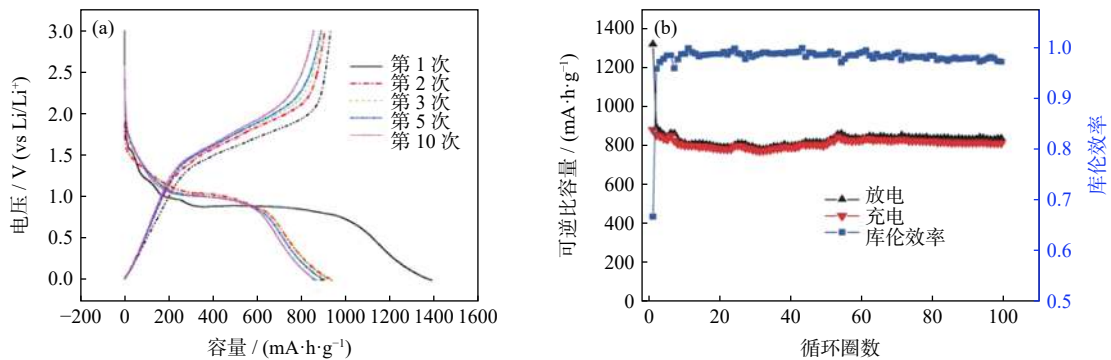 (a)
3.0
2.5
2.0
1.5
1.0
0.5
0.0
电压 / V (vs Li/Li⁺)
第 1 次
第 2 次
第 3 次
第 5 次
第 10 次
−200 0 200 400 600 800 1000 1200 1400 1600
容量 / (mA·h·g⁻¹)
(b)
1400
1200
1000
800
600
400
200
0
可逆比容量 / (mA·h·g⁻¹)
放电
充电
库伦效率
1.0
0.9
0.8
0.7
0.6
0.5
库伦效率
0 20 40 60 80 100
循环圈数